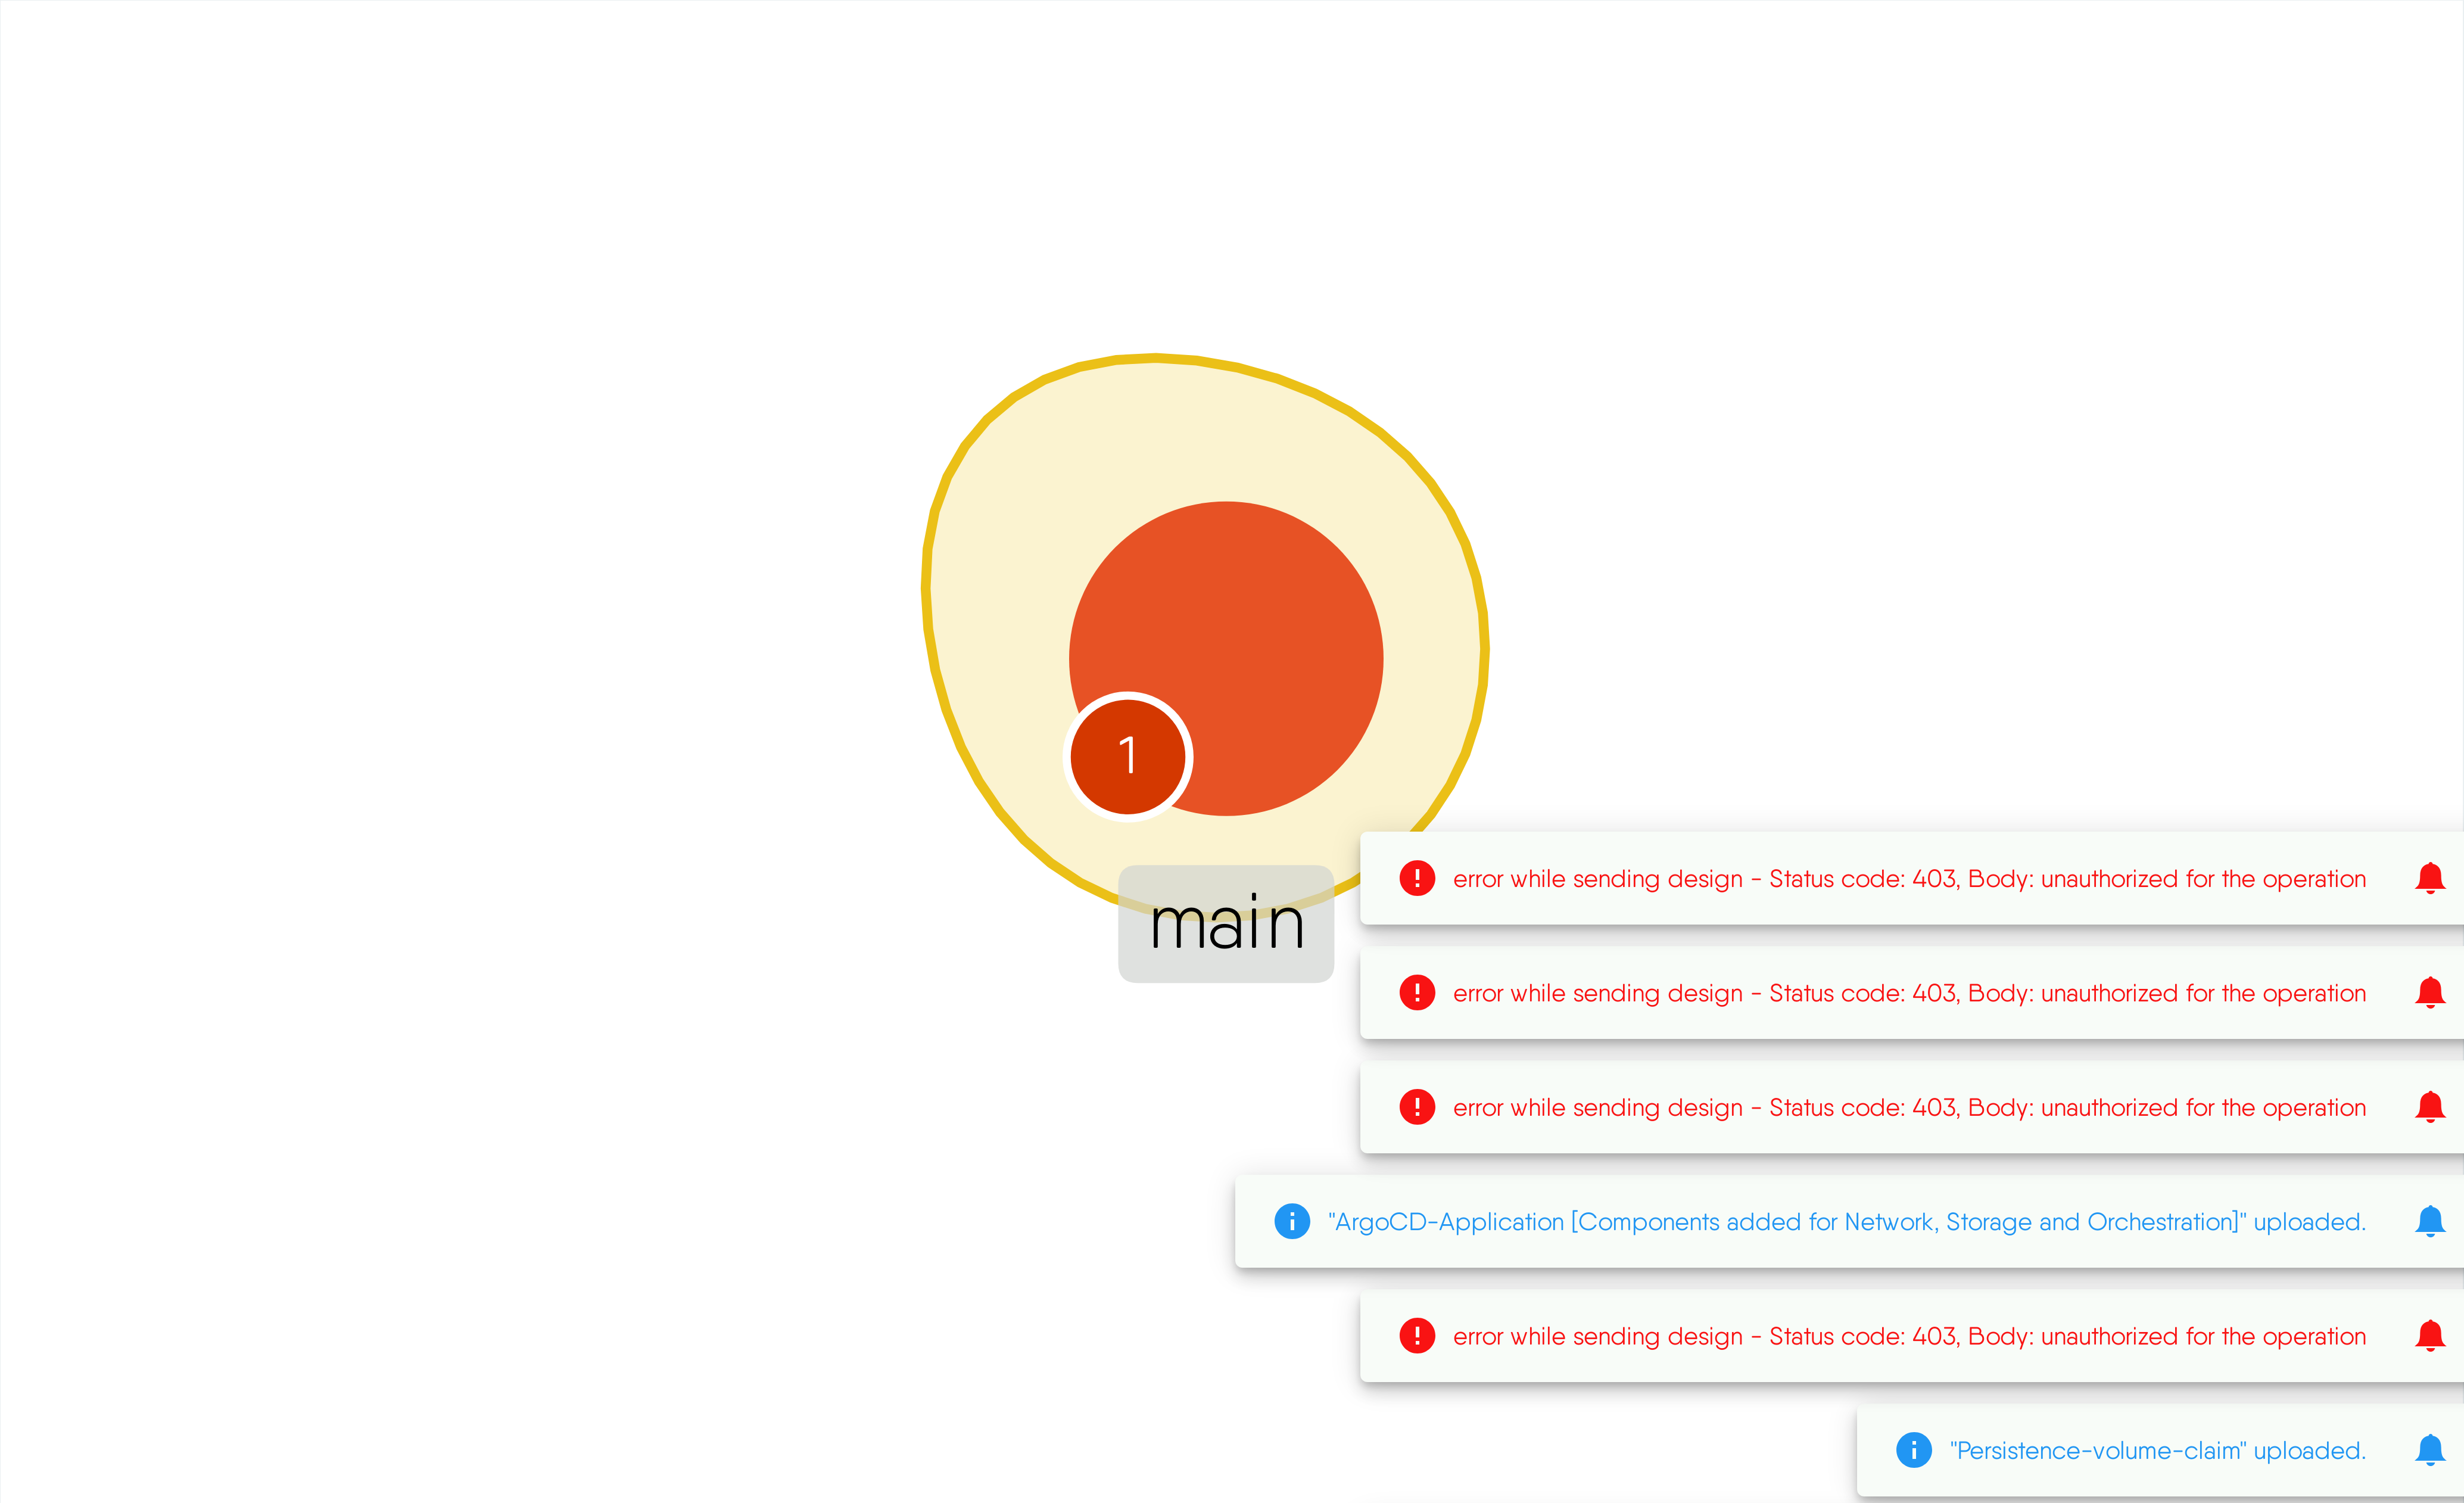 1
main
error while sending design - Status code: 403, Body: unauthorized for the operation
error while sending design - Status code: 403, Body: unauthorized for the operation
error while sending design - Status code: 403, Body: unauthorized for the operation
"ArgoCD-Application [Components added for Network, Storage and Orchestration]" uploaded.
error while sending design - Status code: 403, Body: unauthorized for the operation
"Persistence-volume-claim" uploaded.